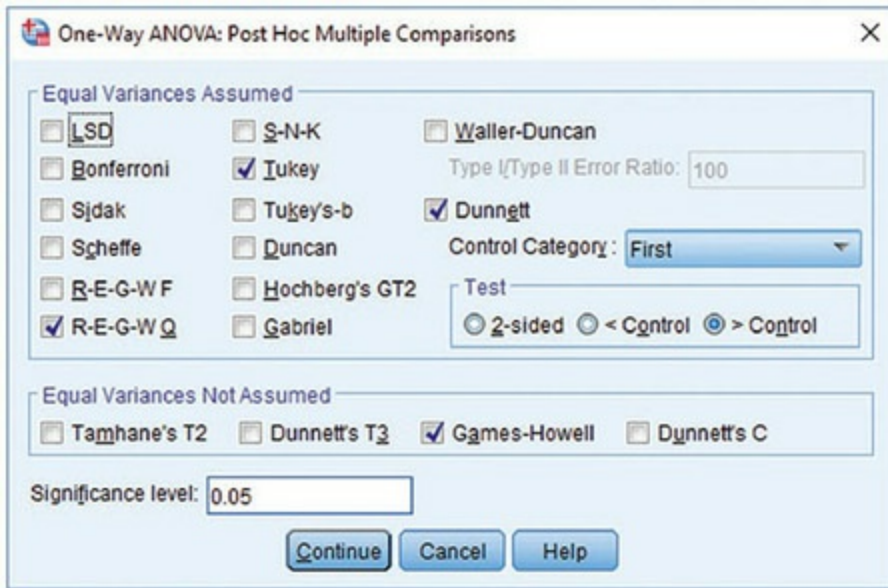 One-Way ANOVA: Post Hoc Multiple Comparisons
Equal Variances Assumed
LSD S-N-K Waller-Duncan
Bonferroni Tukey Type I/Type II Error Ratio: 100
Sidak Tukey's-b Dunnett
Scheffe Duncan Control Category : First
R-E-G-W F Hochberg's GT2 Test
R-E-G-W Q Gabriel 2-sided < Control > Control
Equal Variances Not Assumed
Tamhane's T2 Dunnett's T3 Games-Howell Dunnett's C
Significance level: 0.05
Continue Cancel Help